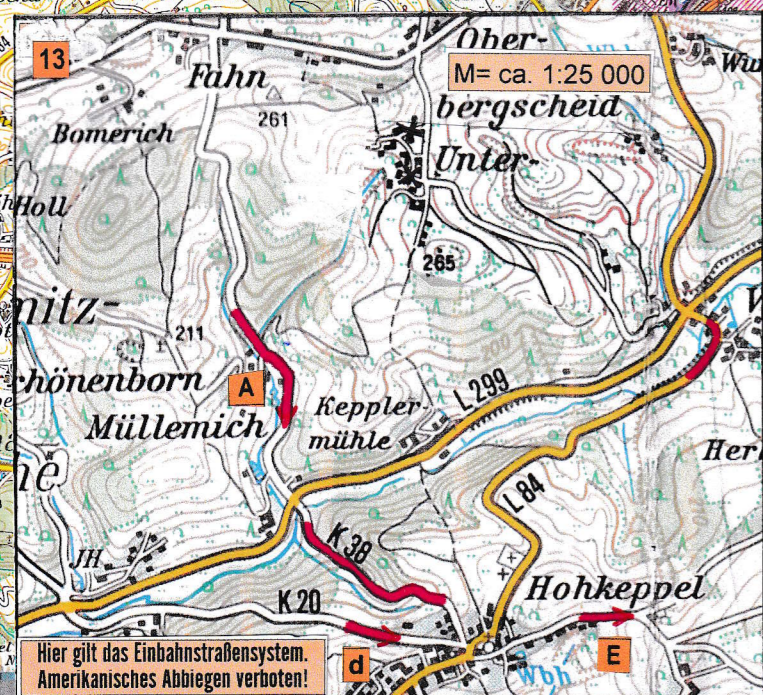 13
Ober-
M= ca. 1:25 000
Fahn
bergscheid
261
Bomerich
Unter-
Holl
265
nitz-
211
chönenborn
A
L 299
Keppler-
Müllemich
mühle
Her
ne
L 84
K 38
JH
Hohkeppel
K 20
E
Hier gilt das Einbahnstraßensystem.
Amerikanisches Abbiegen verboten!
d
Wbh